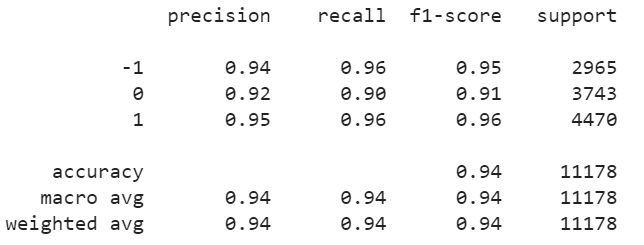 precision recall f1-score support
-1 0.94 0.96 0.95 2965
0 0.92 0.90 0.91 3743
1 0.95 0.96 0.96 4470
accuracy 0.94 11178
macro avg 0.94 0.94 0.94 11178
weighted avg 0.94 0.94 0.94 11178